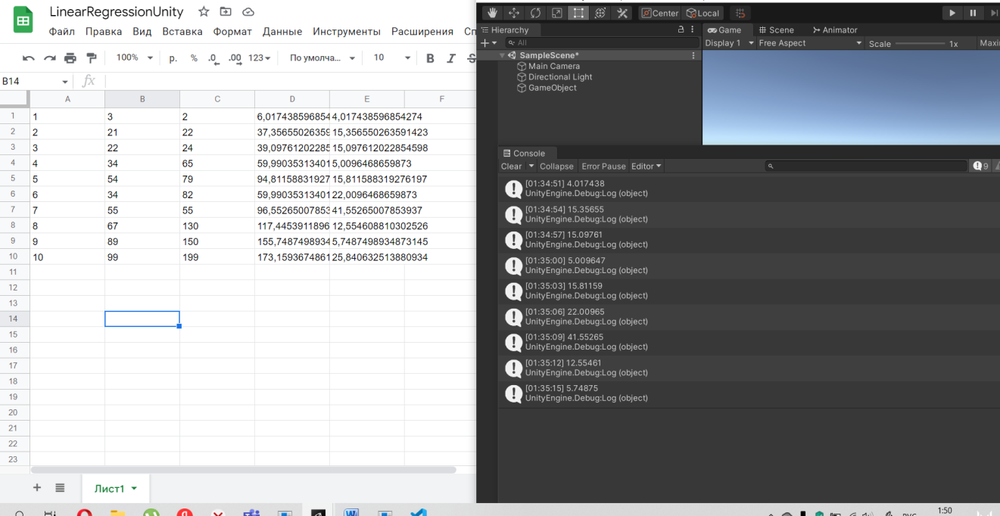 LinearRegressionUnity
Файл Правка Вид Вставка Формат Данные Инструменты Расширения
100% р. % .0 .00 123 По умолча... 10 B I S
B14 fx
A B C D E F
1 1 3 2 6,017438596854 4,017438596854274
2 2 21 22 37,35655026359 15,356550263591423
3 3 22 24 39,09761202285 15,097612022854598
4 4 34 65 59,99035313401 5,0096468659873
5 5 54 79 94,81158831927 15,811588319276197
6 6 34 82 59,99035313401 22,0096468659873
7 7 55 55 96,55265007853 41,55265007853937
8 8 67 130 117,4453911896 12,554608810302526
9 9 89 150 155,7487498934 5,7487498934873145
10 10 99 199 173,1593674861 25,840632513880934
11
12
13
14
15
16
17
18
19
20
21
22
23
Лист1
Center Local
Hierarchy
All
SampleScene*
Main Camera
Directional Light
GameObject
Game Scene Animator
Display 1 Free Aspect Scale 1x
Console
Clear Collapse Error Pause Editor 9
[01:34:51] 4.017438
UnityEngine.Debug:Log (object)
[01:34:54] 15.35655
UnityEngine.Debug:Log (object)
[01:34:57] 15.09761
UnityEngine.Debug:Log (object)
[01:35:00] 5.009647
UnityEngine.Debug:Log (object)
[01:35:03] 15.81159
UnityEngine.Debug:Log (object)
[01:35:06] 22.00965
UnityEngine.Debug:Log (object)
[01:35:09] 41.55265
UnityEngine.Debug:Log (object)
[01:35:12] 12.55461
UnityEngine.Debug:Log (object)
[01:35:15] 5.74875
UnityEngine.Debug:Log (object)
1:50